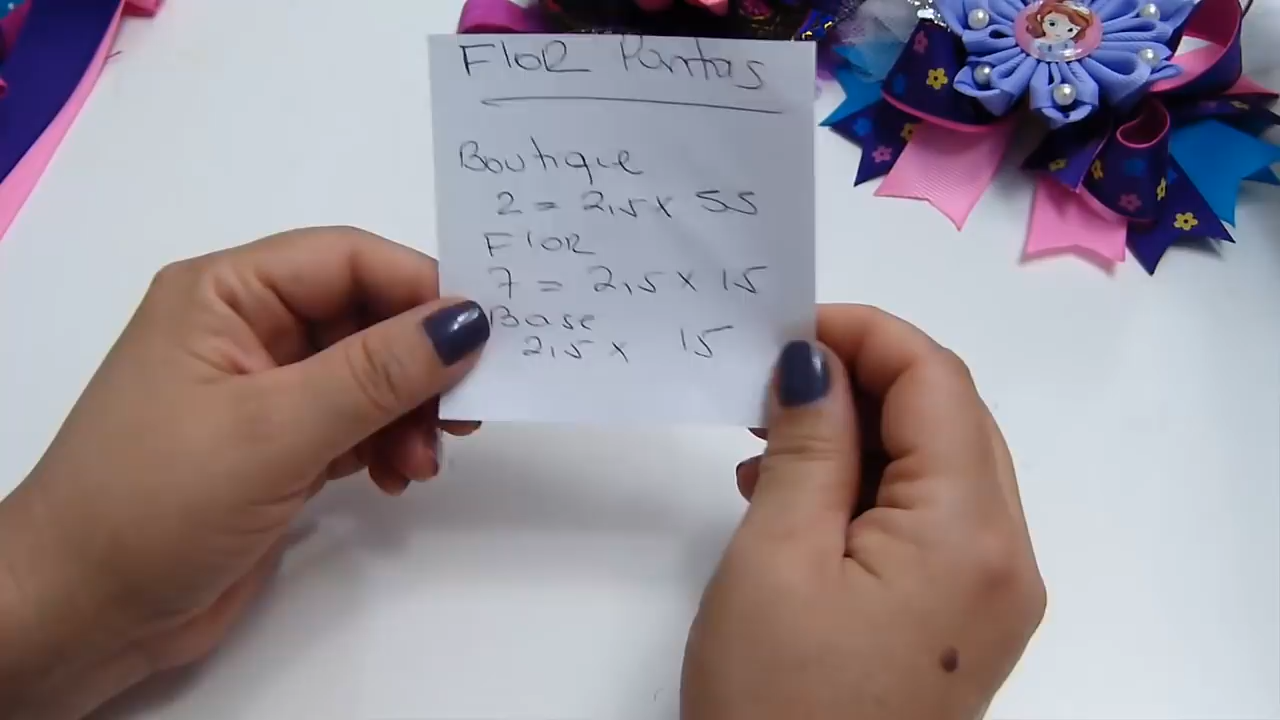 FloR Pontas
Boutique
2 = 2,5 x 55
FloR
7 = 2,5 x 15
Base
2,5 x 15